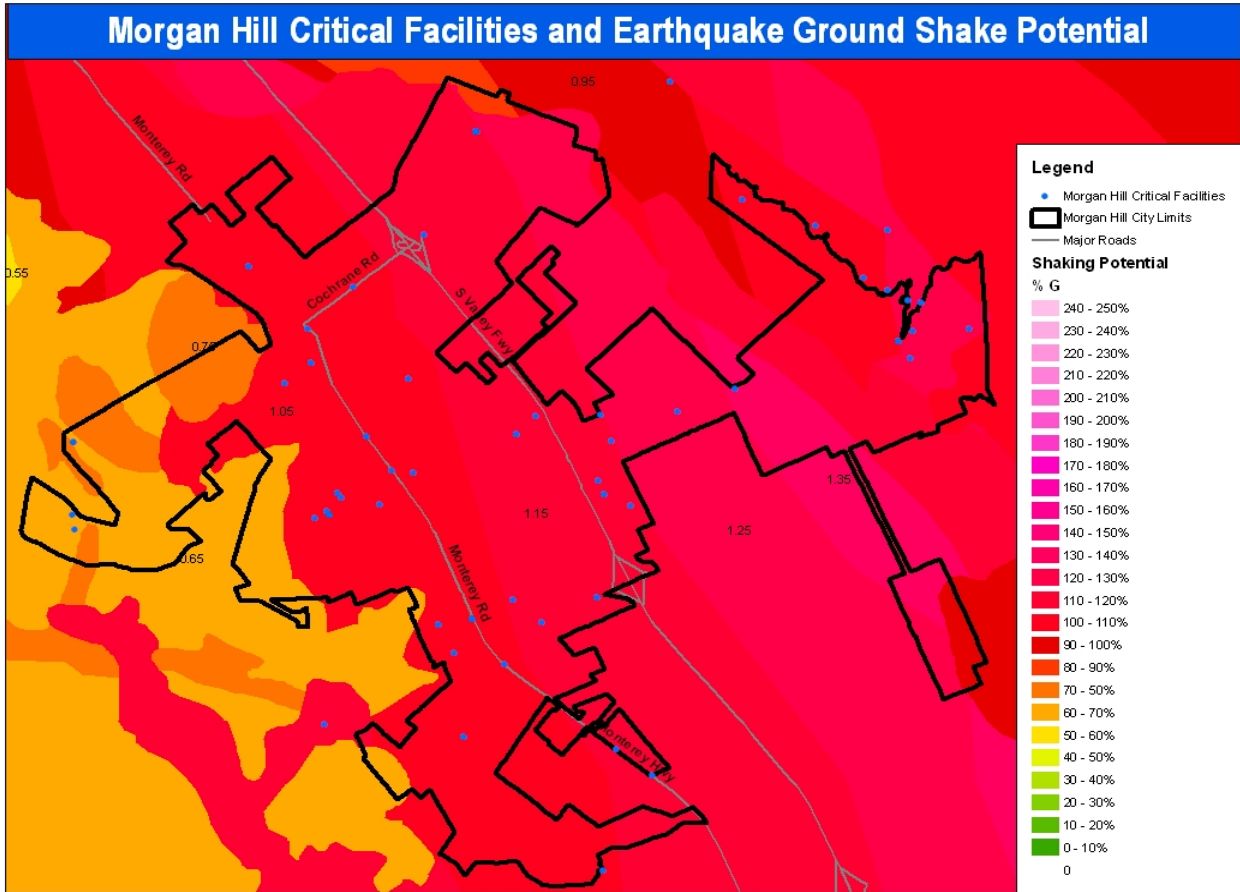 Morgan Hill Critical Facilities and Earthquake Ground Shake Potential
0.95
Monterey Rd
Cochrane Rd
S Valley Fwy
0.55
0.75
1.05
1.35
1.15
1.25
0.65
Monterey Rd
Monterey Hwy
Legend
Morgan Hill Critical Facilities
Morgan Hill City Limits
Major Roads
Shaking Potential
% G
240 - 250%
230 - 240%
220 - 230%
210 - 220%
200 - 210%
190 - 200%
180 - 190%
170 - 180%
160 - 170%
150 - 160%
140 - 150%
130 - 140%
120 - 130%
110 - 120%
100 - 110%
90 - 100%
80 - 90%
70 - 50%
60 - 70%
50 - 60%
40 - 50%
30 - 40%
20 - 30%
10 - 20%
0 - 10%
0